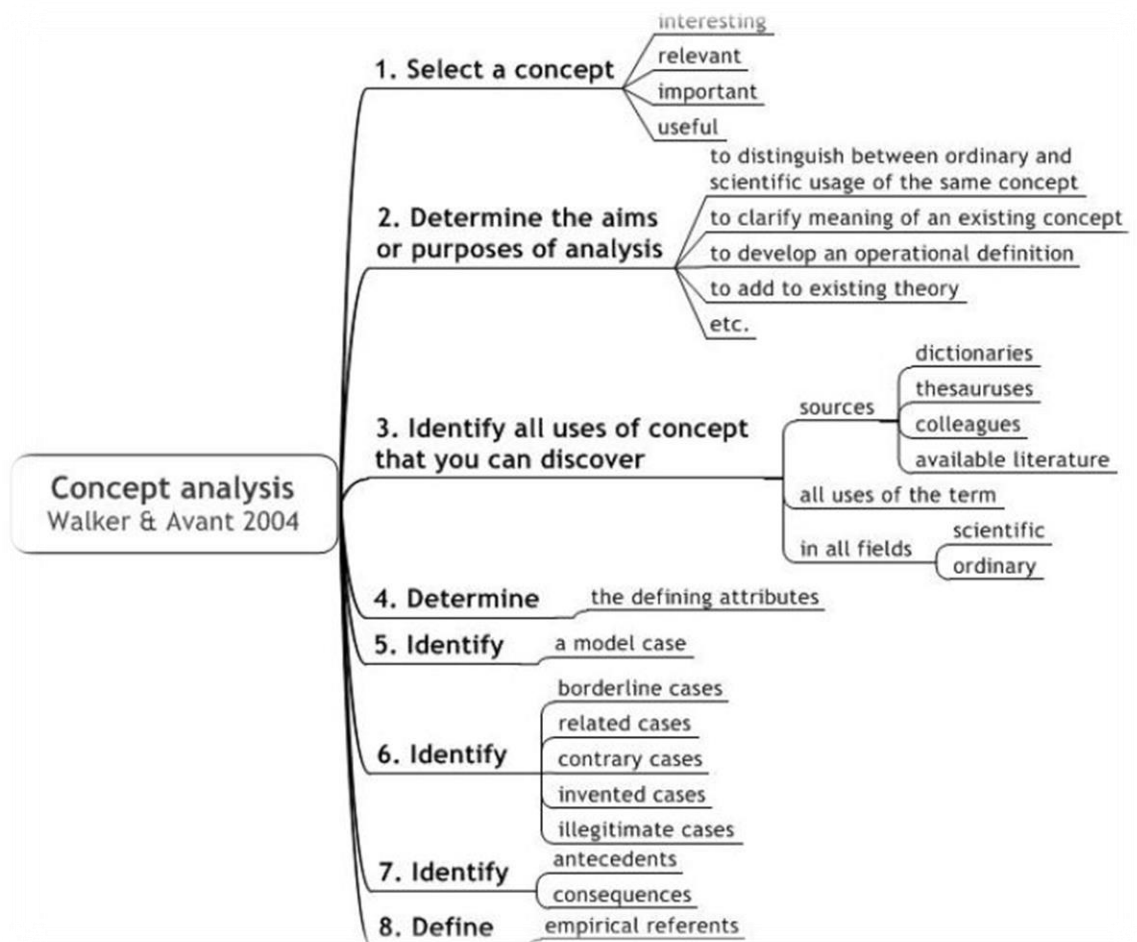 Concept analysis
Walker & Avant 2004
1. Select a concept
interesting
relevant
important
useful
2. Determine the aims
or purposes of analysis
to distinguish between ordinary and
scientific usage of the same concept
to clarify meaning of an existing concept
to develop an operational definition
to add to existing theory
etc.
3. Identify all uses of concept
that you can discover
sources
dictionaries
thesauruses
colleagues
available literature
all uses of the term
in all fields
scientific
ordinary
4. Determine
the defining attributes
5. Identify
a model case
6. Identify
borderline cases
related cases
contrary cases
invented cases
illegitimate cases
7. Identify
antecedents
consequences
8. Define
empirical referents